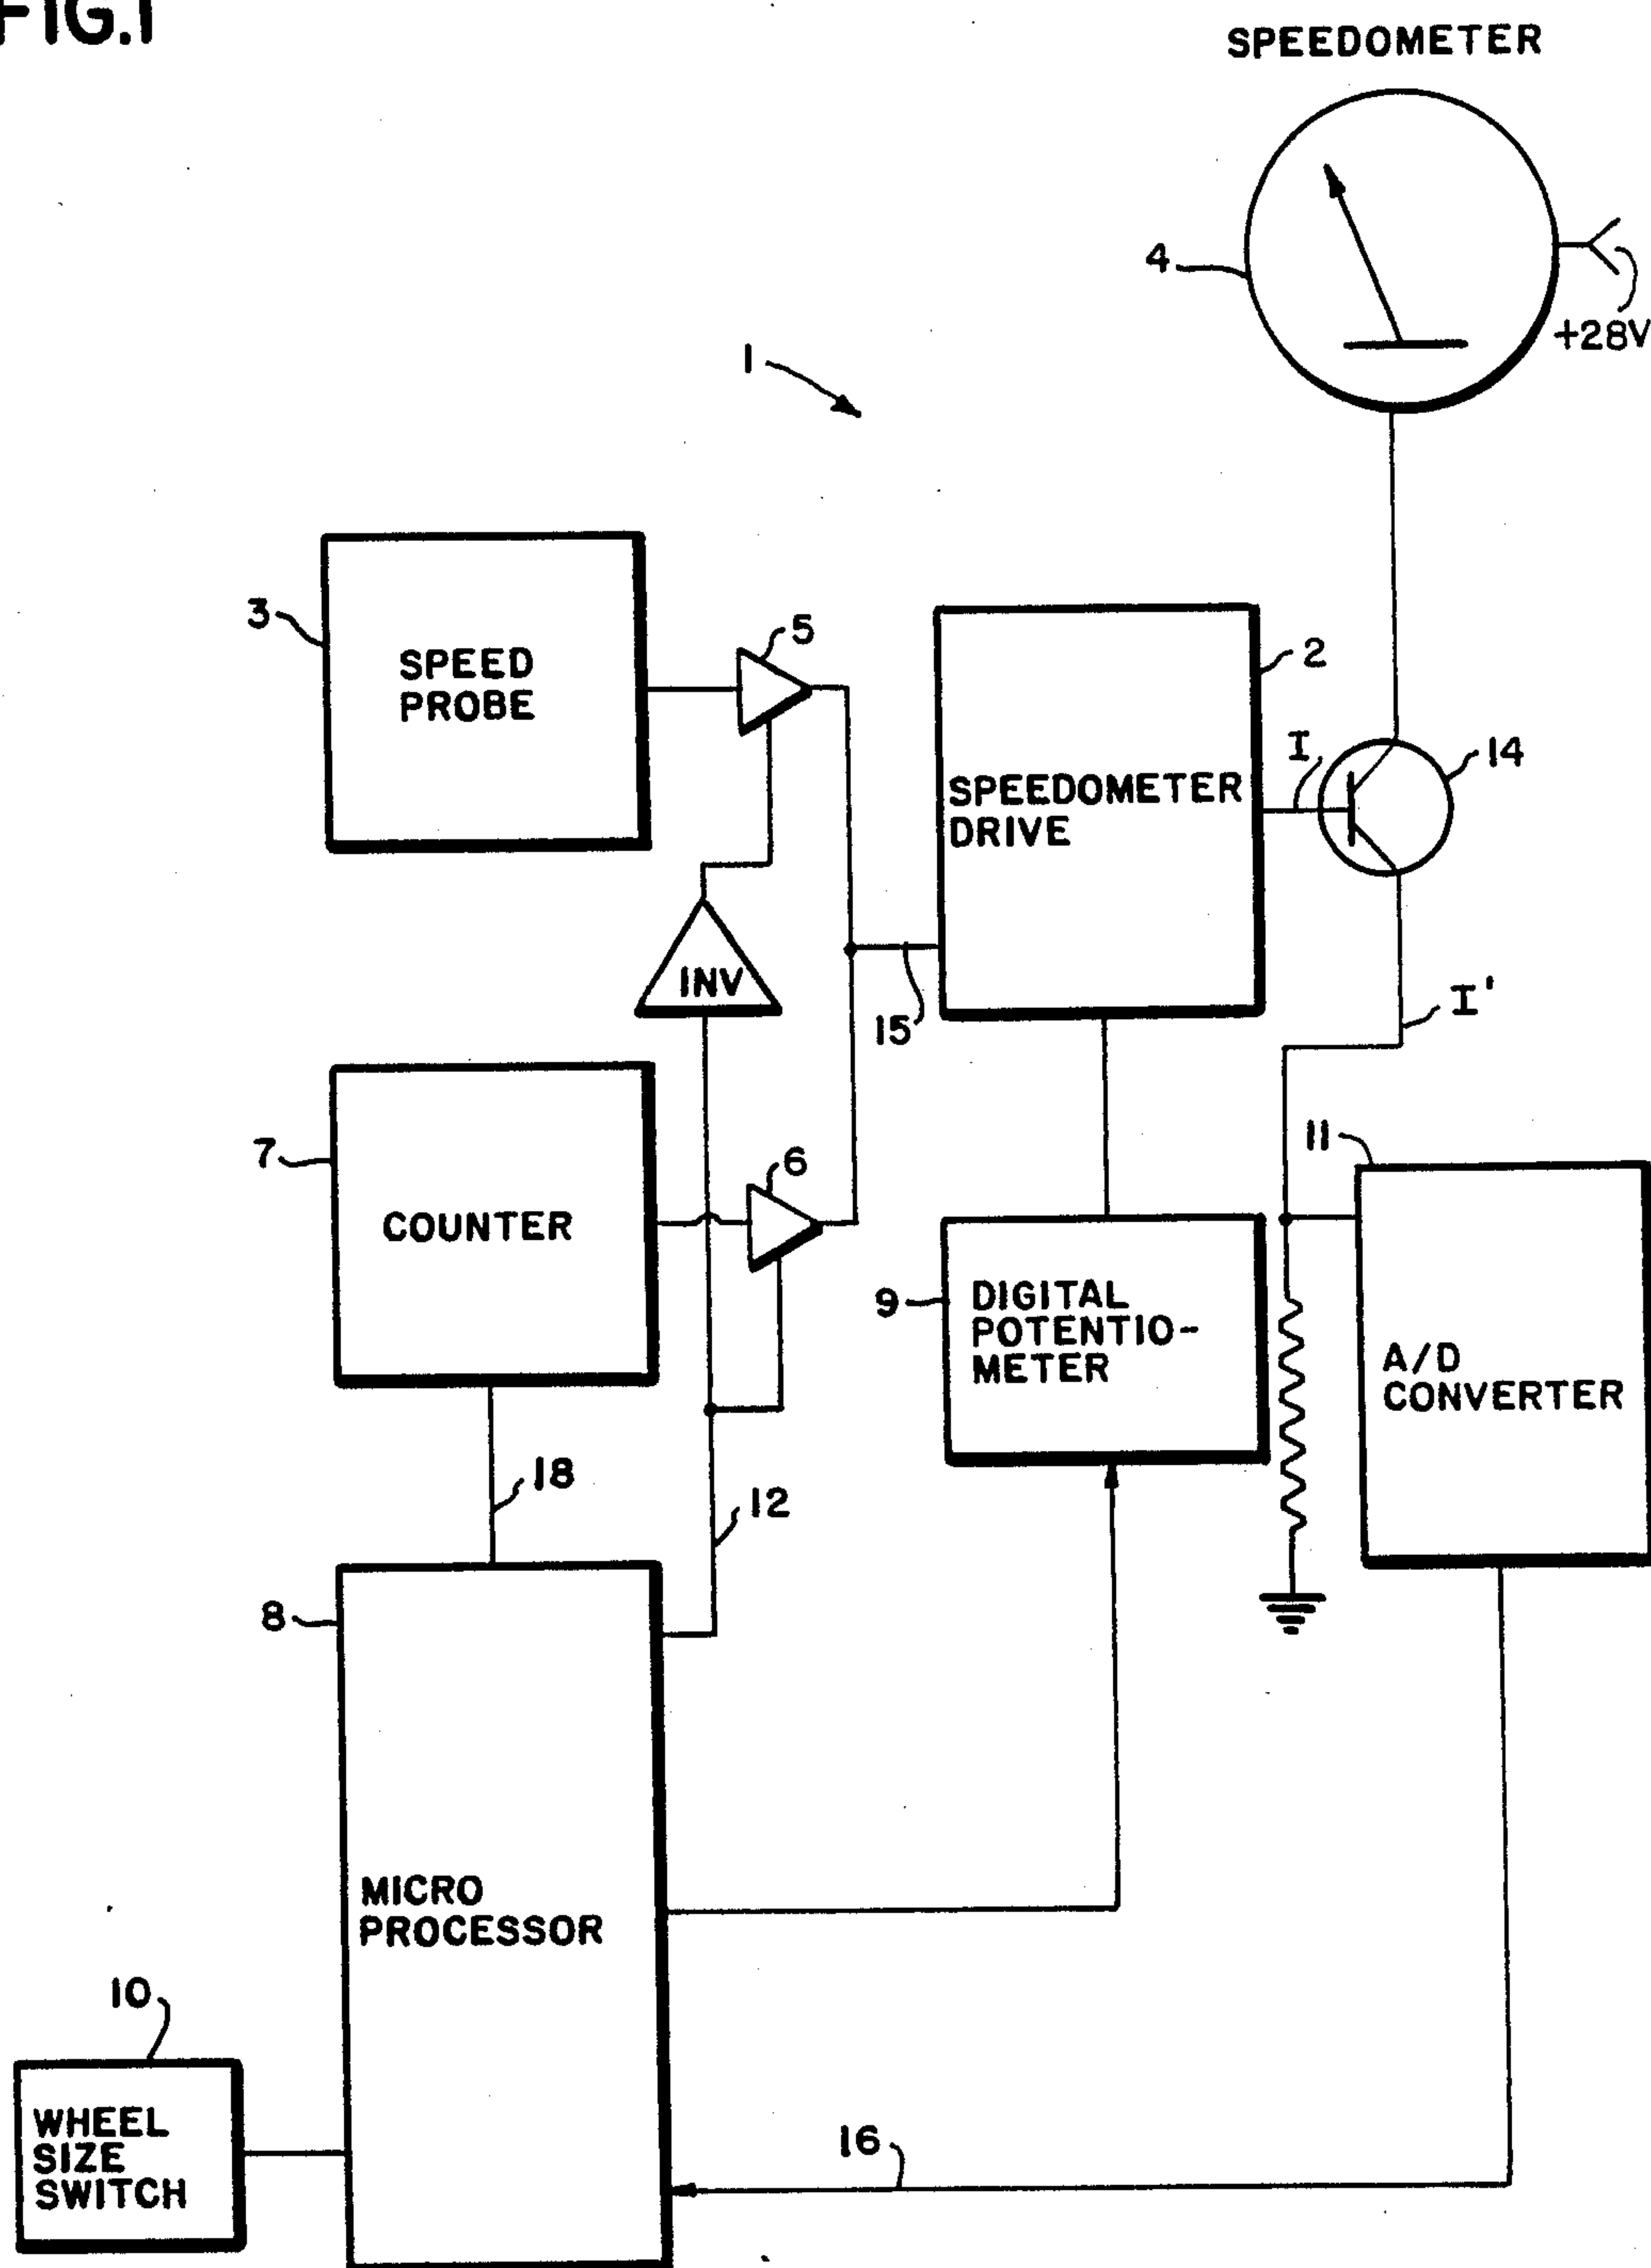 FIG.1
SPEEDOMETER
4
+28V
1
3
SPEED
PROBE
5
2
SPEEDOMETER
DRIVE
I
14
INV
15
I'
7
COUNTER
6
11
9
DIGITAL
POTENTIO-
METER
A/D
CONVERTER
18
12
8
MICRO
PROCESSOR
10
WHEEL
SIZE
SWITCH
16